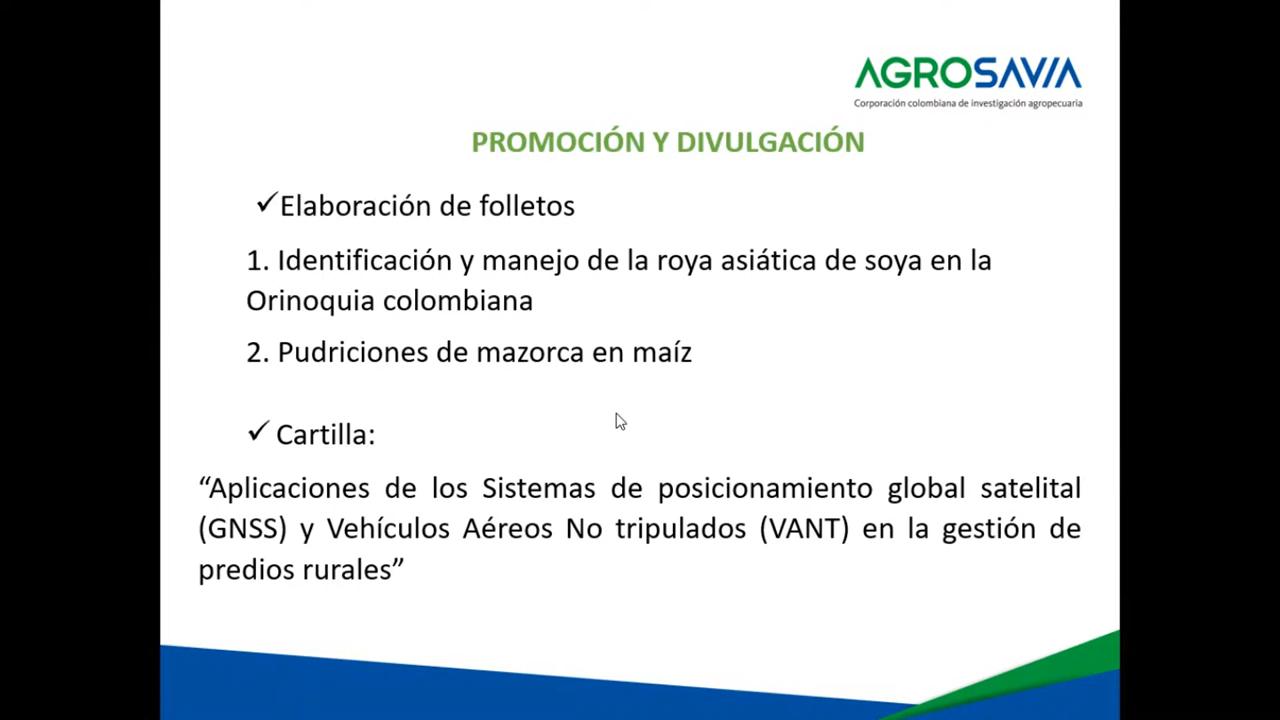 AGROSAVIA
Corporación colombiana de investigación agropecuaria
PROMOCIÓN Y DIVULGACIÓN
✓Elaboración de folletos
1. Identificación y manejo de la roya asiática de soya en la
Orinoquia colombiana
2. Pudriciones de mazorca en maíz
✓ Cartilla:
“Aplicaciones de los Sistemas de posicionamiento global satelital
(GNSS) y Vehículos Aéreos No tripulados (VANT) en la gestión de
predios rurales”